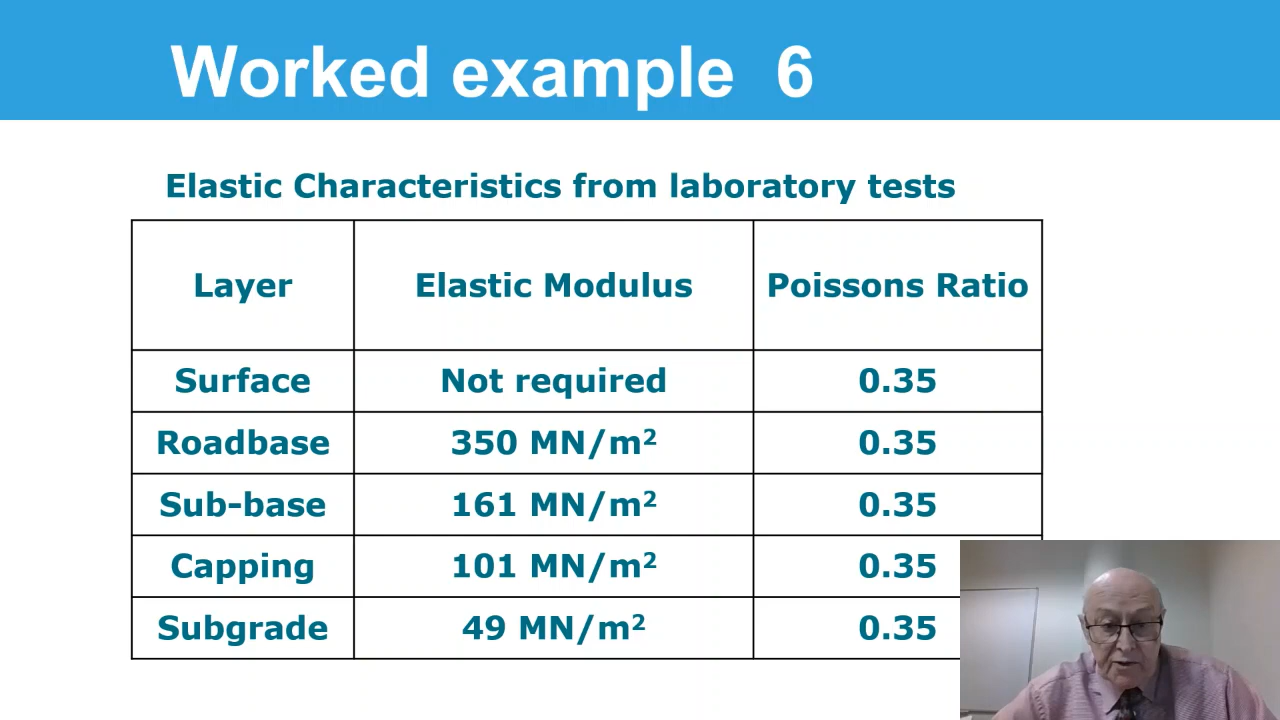 Worked example 6
Elastic Characteristics from laboratory tests
Layer Elastic Modulus Poissons Ratio
Surface Not required 0.35
Roadbase 350 MN/m² 0.35
Sub-base 161 MN/m² 0.35
Capping 101 MN/m² 0.35
Subgrade 49 MN/m² 0.35